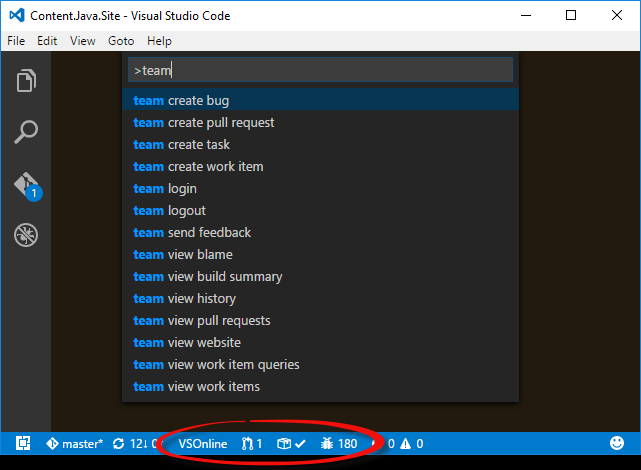 Content.Java.Site - Visual Studio Code
File Edit View Goto Help
>team
team create bug
team create pull request
team create task
team create work item
team login
team logout
team send feedback
team view blame
team view build summary
team view history
team view pull requests
team view website
team view work item queries
team view work items
1
master* 12↓ 0 VSOnline 1 180 0 0